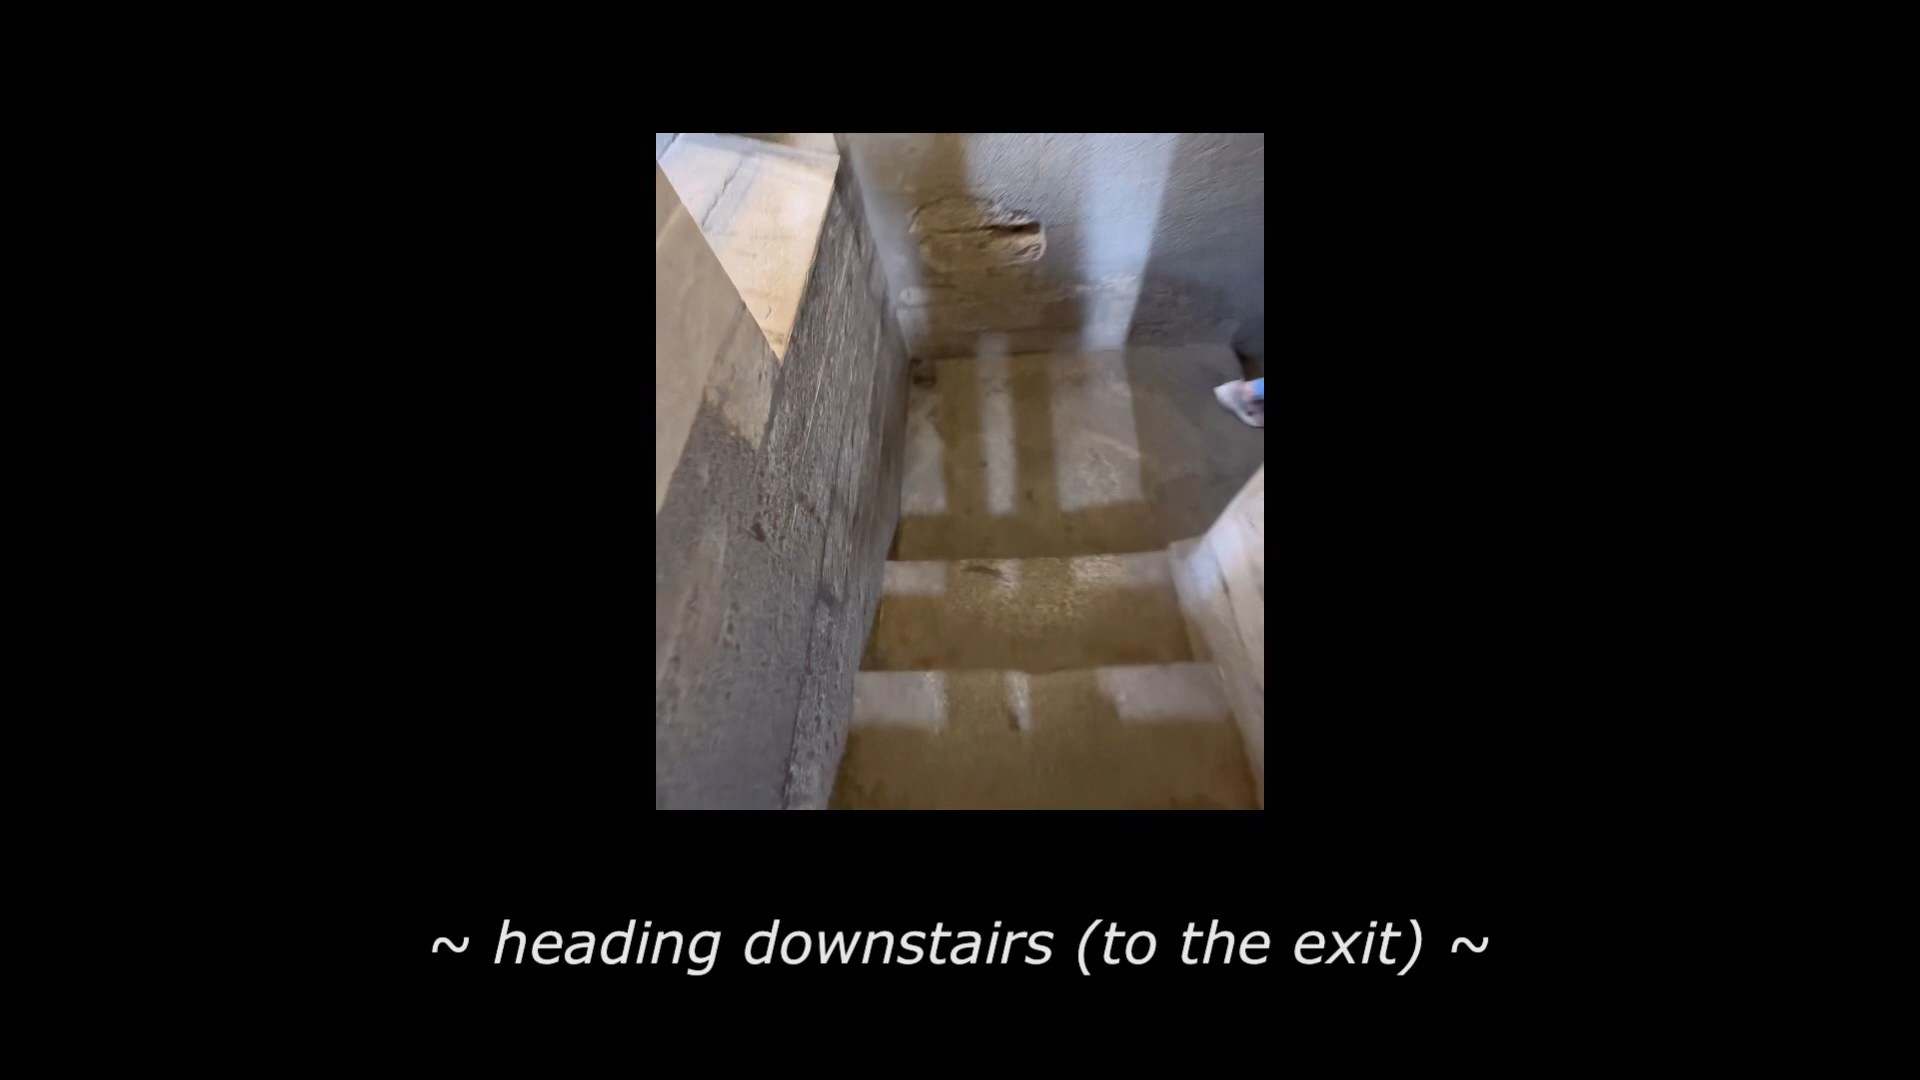 ~ heading downstairs (to the exit) ~